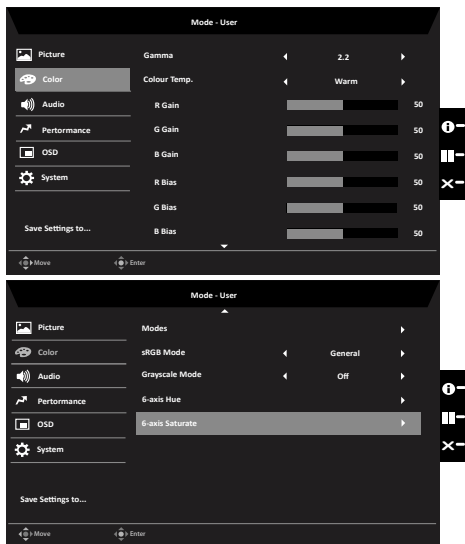 Mode - User
Picture
Gamma 2.2
Color
Colour Temp. Warm
Audio
R Gain 50
Pertormance
G Gain 50
OSD
B Gain 50
System
R Bias 50
G Bias 50
Save Settings to...
B Bias 50
Move Enter
Mode - User
Picture
Modes
Color
sRGB Mode General
Audio
Grayscale Mode Off
Pertormance
6-axis Hue
OSD
6-axis Saturate
System
Save Settings to...
Move Enter